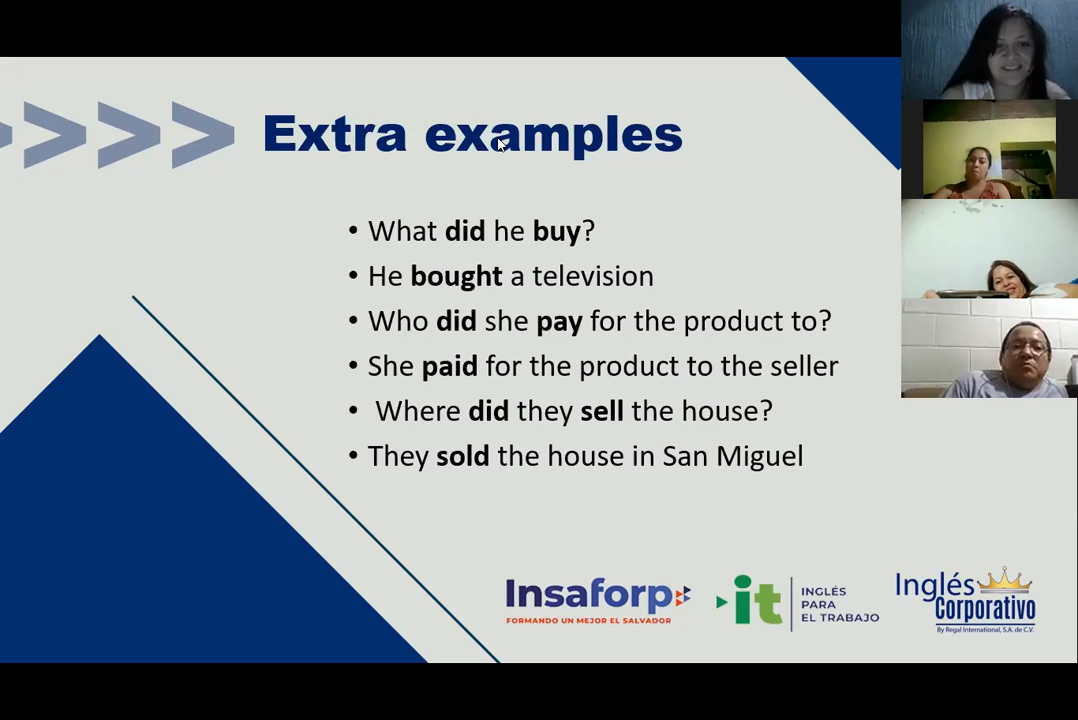 Extra examples
• What did he buy?
• He bought a television
• Who did she pay for the product to?
• She paid for the product to the seller
• Where did they sell the house?
• They sold the house in San Miguel
Insaforp
FORMANDO UN MEJOR EL SALVADOR
it
INGLÉS
PARA
EL TRABAJO
Inglés
Corporativo
By Regal International, S.A. de C.V.